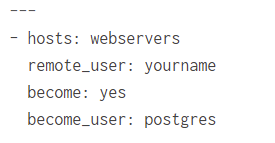 ---
- hosts: webservers
  remote_user: yourname
  become: yes
  become_user: postgres